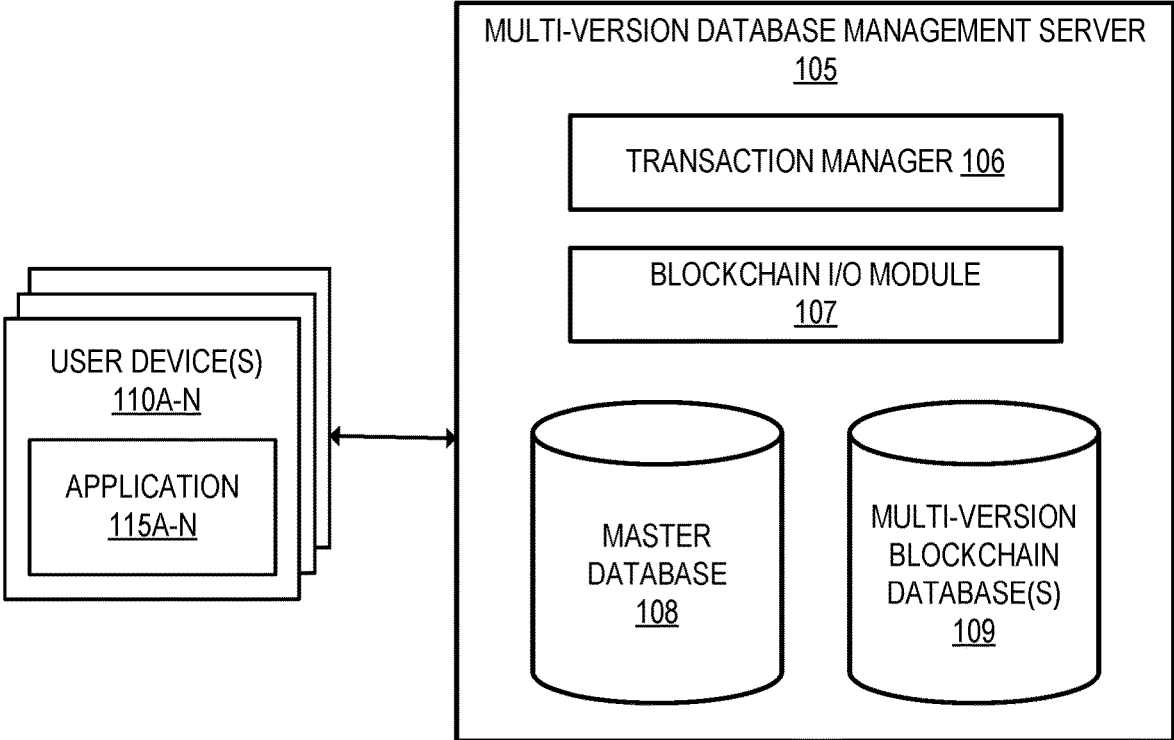 MULTI-VERSION DATABASE MANAGEMENT SERVER
105
TRANSACTION MANAGER 106
BLOCKCHAIN I/O MODULE
107
USER DEVICE(S)
110A-N
APPLICATION
115A-N
MASTER
DATABASE
108
MULTI-VERSION
BLOCKCHAIN
DATABASE(S)
109